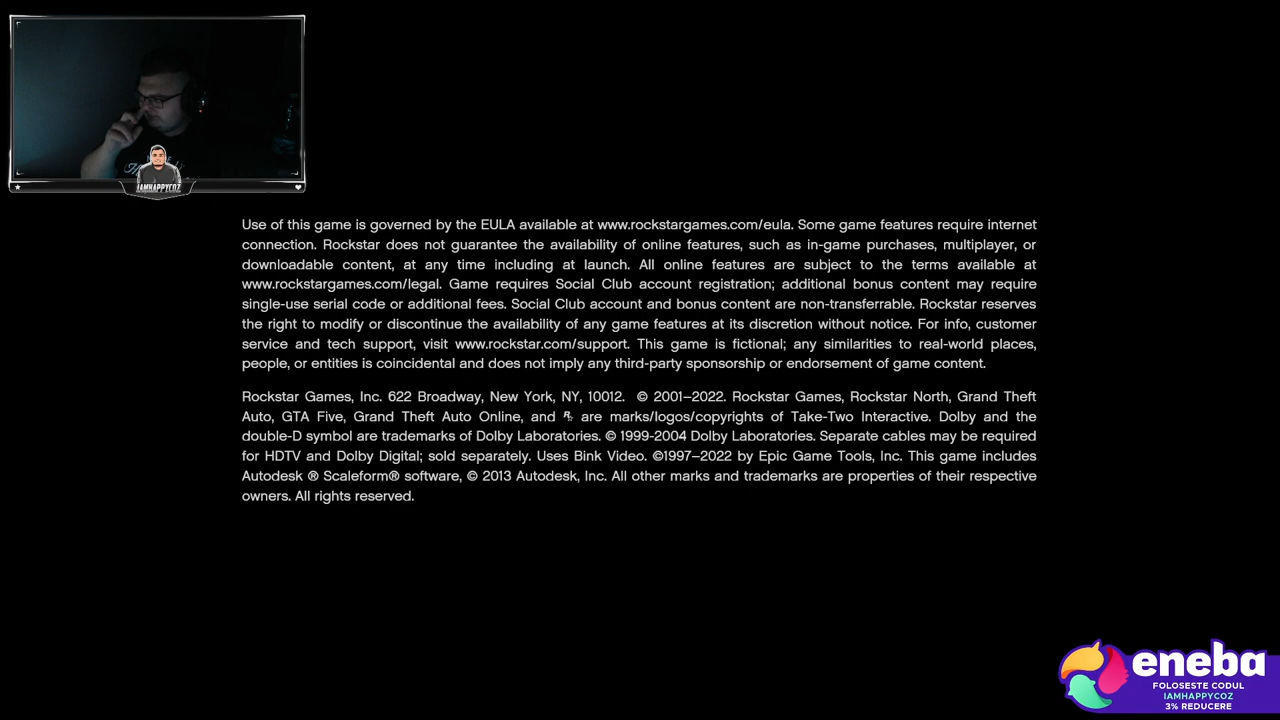 IAMHAPPYCOZ
Use of this game is governed by the EULA available at www.rockstargames.com/eula. Some game features require internet
connection. Rockstar does not guarantee the availability of online features, such as in-game purchases, multiplayer, or
downloadable content, at any time including at launch. All online features are subject to the terms available at
www.rockstargames.com/legal. Game requires Social Club account registration; additional bonus content may require
single-use serial code or additional fees. Social Club account and bonus content are non-transferrable. Rockstar reserves
the right to modify or discontinue the availability of any game features at its discretion without notice. For info, customer
service and tech support, visit www.rockstar.com/support. This game is fictional; any similarities to real-world places,
people, or entities is coincidental and does not imply any third-party sponsorship or endorsement of game content.
Rockstar Games, Inc. 622 Broadway, New York, NY, 10012. © 2001–2022. Rockstar Games, Rockstar North, Grand Theft
Auto, GTA Five, Grand Theft Auto Online, and are marks/logos/copyrights of Take-Two Interactive. Dolby and the
double-D symbol are trademarks of Dolby Laboratories. © 1999-2004 Dolby Laboratories. Separate cables may be required
for HDTV and Dolby Digital; sold separately. Uses Bink Video. ©1997–2022 by Epic Game Tools, Inc. This game includes
Autodesk ® Scaleform® software, © 2013 Autodesk, Inc. All other marks and trademarks are properties of their respective
owners. All rights reserved.
eneba
FOLOSESTE CODUL
IAMHAPPYCOZ
3% REDUCERE